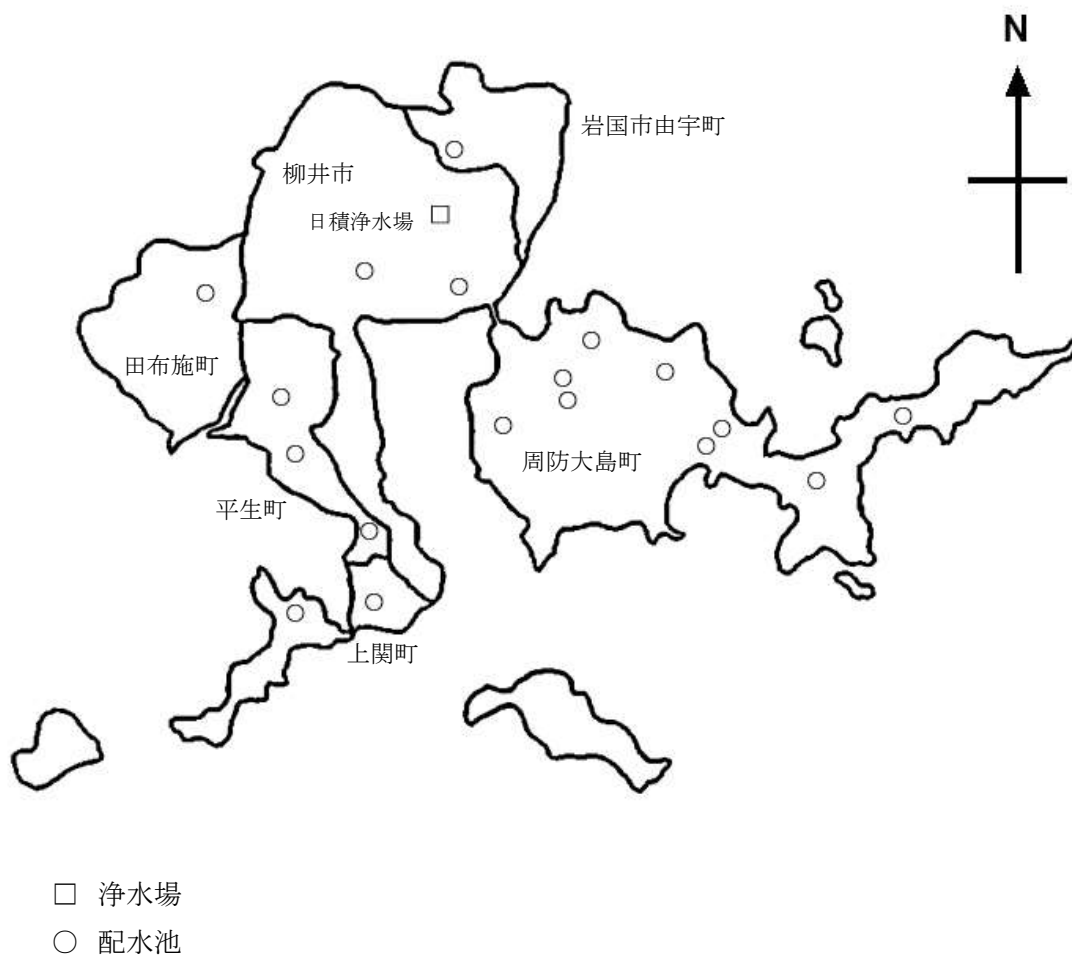 N
岩国市由宇町
柳井市
日積浄水場
田布施町
周防大島町
平生町
上関町
□ 浄水場
○ 配水池